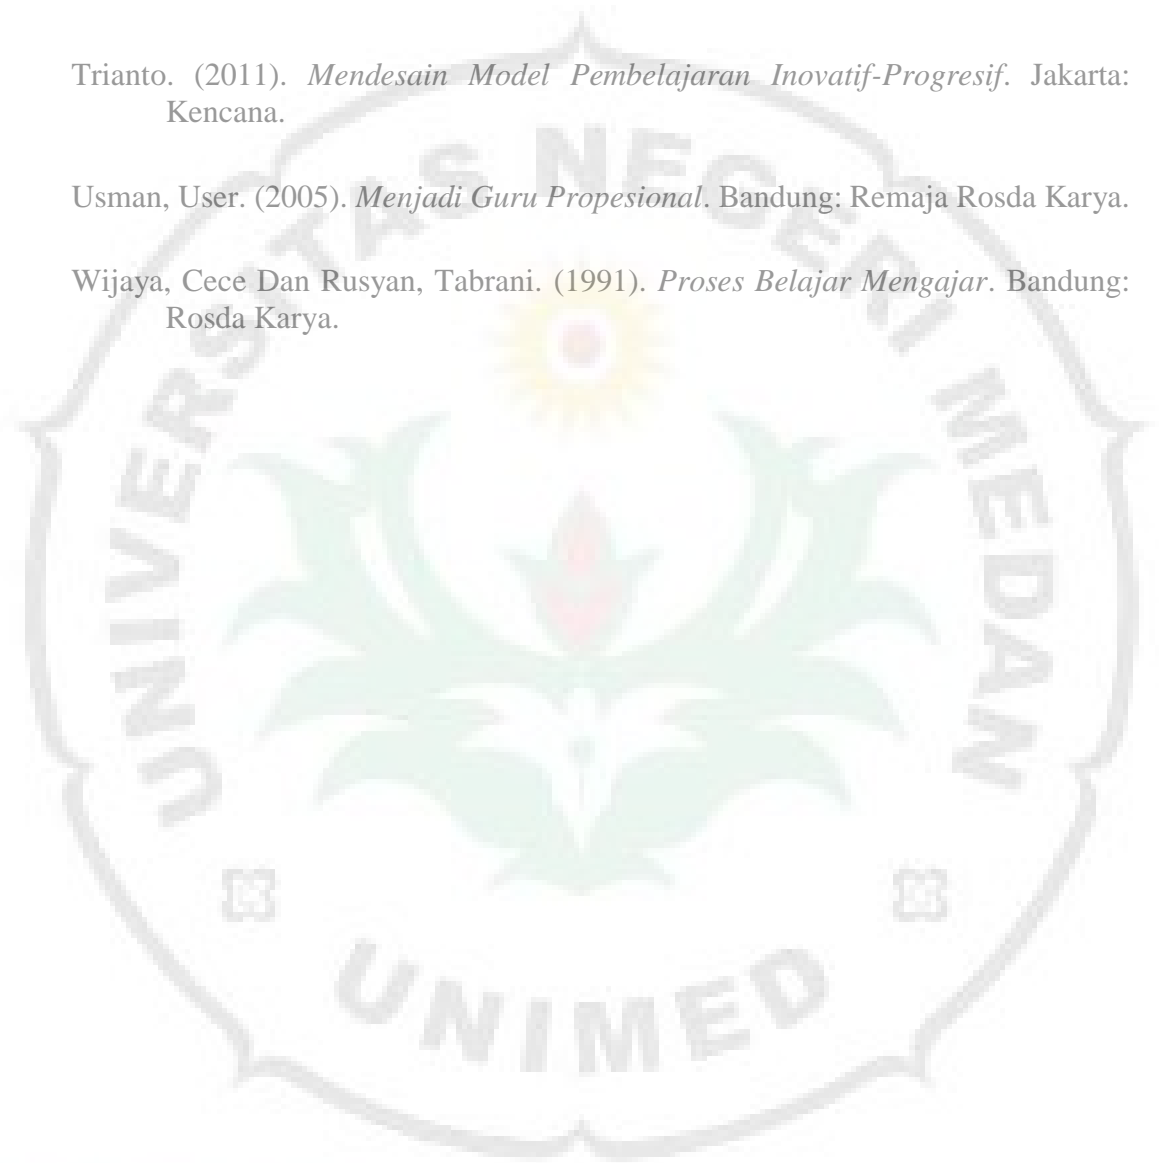 Trianto. (2011). Mendesain Model Pembelajaran Inovatif-Progresif. Jakarta:
Kencana.
Usman, User. (2005). Menjadi Guru Propesional. Bandung: Remaja Rosda Karya.
Wijaya, Cece Dan Rusyan, Tabrani. (1991). Proses Belajar Mengajar. Bandung:
Rosda Karya.
UNIVERSITAS NEGERI MEDAN
UNIMED